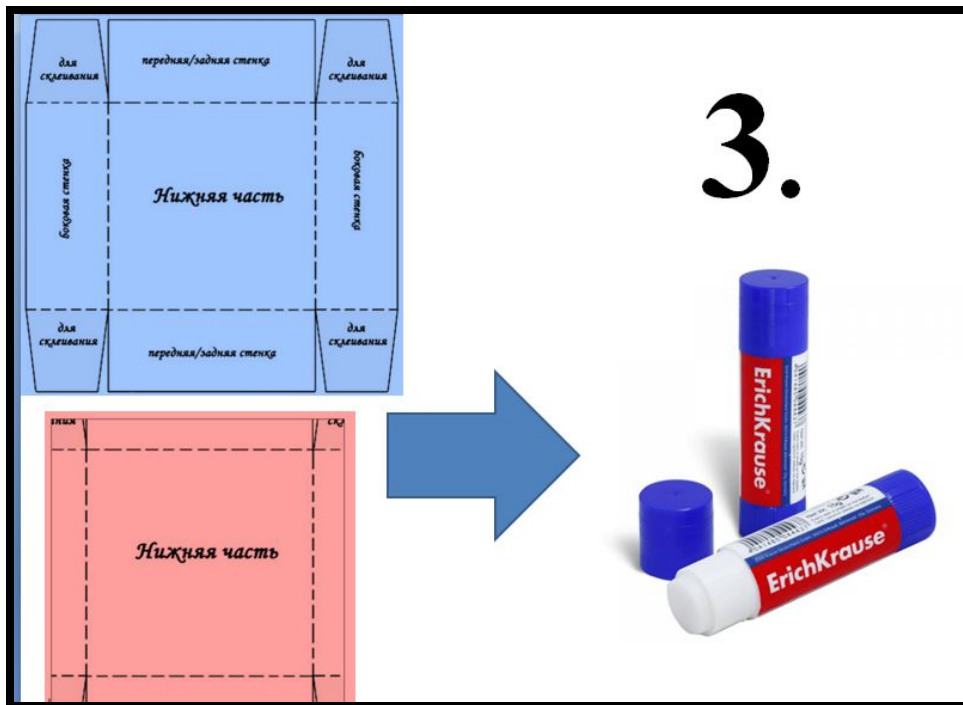 для
склеивания
передняя/задняя стенка
для
склеивания
боковая стенка
Нижняя часть
боковая стенка
для
склеивания
передняя/задняя стенка
для
склеивания
Нижняя часть
3.
ErichKrause®
ErichKrause®